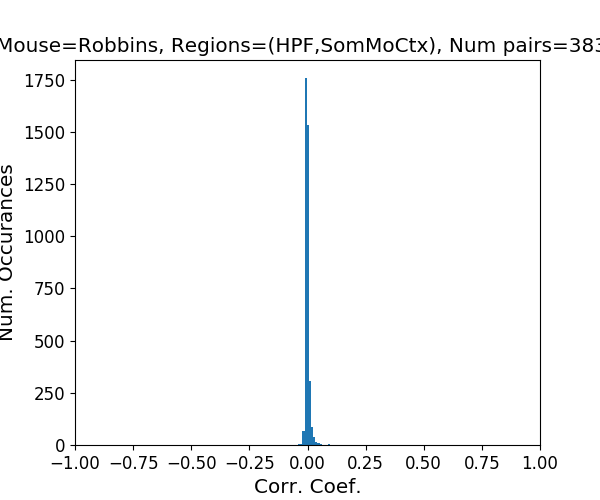 Mouse=Robbins, Regions=(HPF,SomMoCtx), Num pairs=383
Num. Occurances
1750
1500
1250
1000
750
500
250
0
−1.00 −0.75 −0.50 −0.25 0.00 0.25 0.50 0.75 1.00
Corr. Coef.